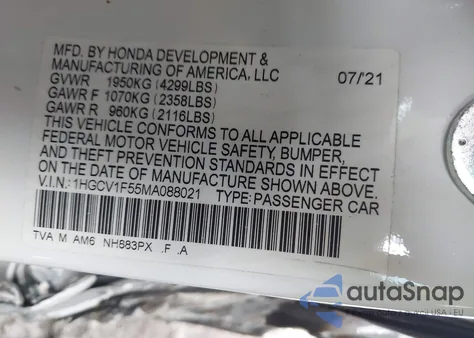 MFD. BY HONDA DEVELOPMENT &
MANUFACTURING OF AMERICA, LLC 07/21
GVWR 1950KG (4299LBS)
GAWR F 1070KG (2358LBS)
GAWR R 960KG (2116LBS)
THIS VEHICLE CONFORMS TO ALL APPLICABLE
FEDERAL MOTOR VEHICLE SAFETY, BUMPER,
AND THEFT PREVENTION STANDARDS IN EFFECT
ON THE DATE OF MANUFACTURE SHOWN ABOVE.
V.I.N.: 1HGCV1F55MA088021 TYPE: PASSENGER CAR
TVA M AM6 NH883PX .F .A
autoSnap